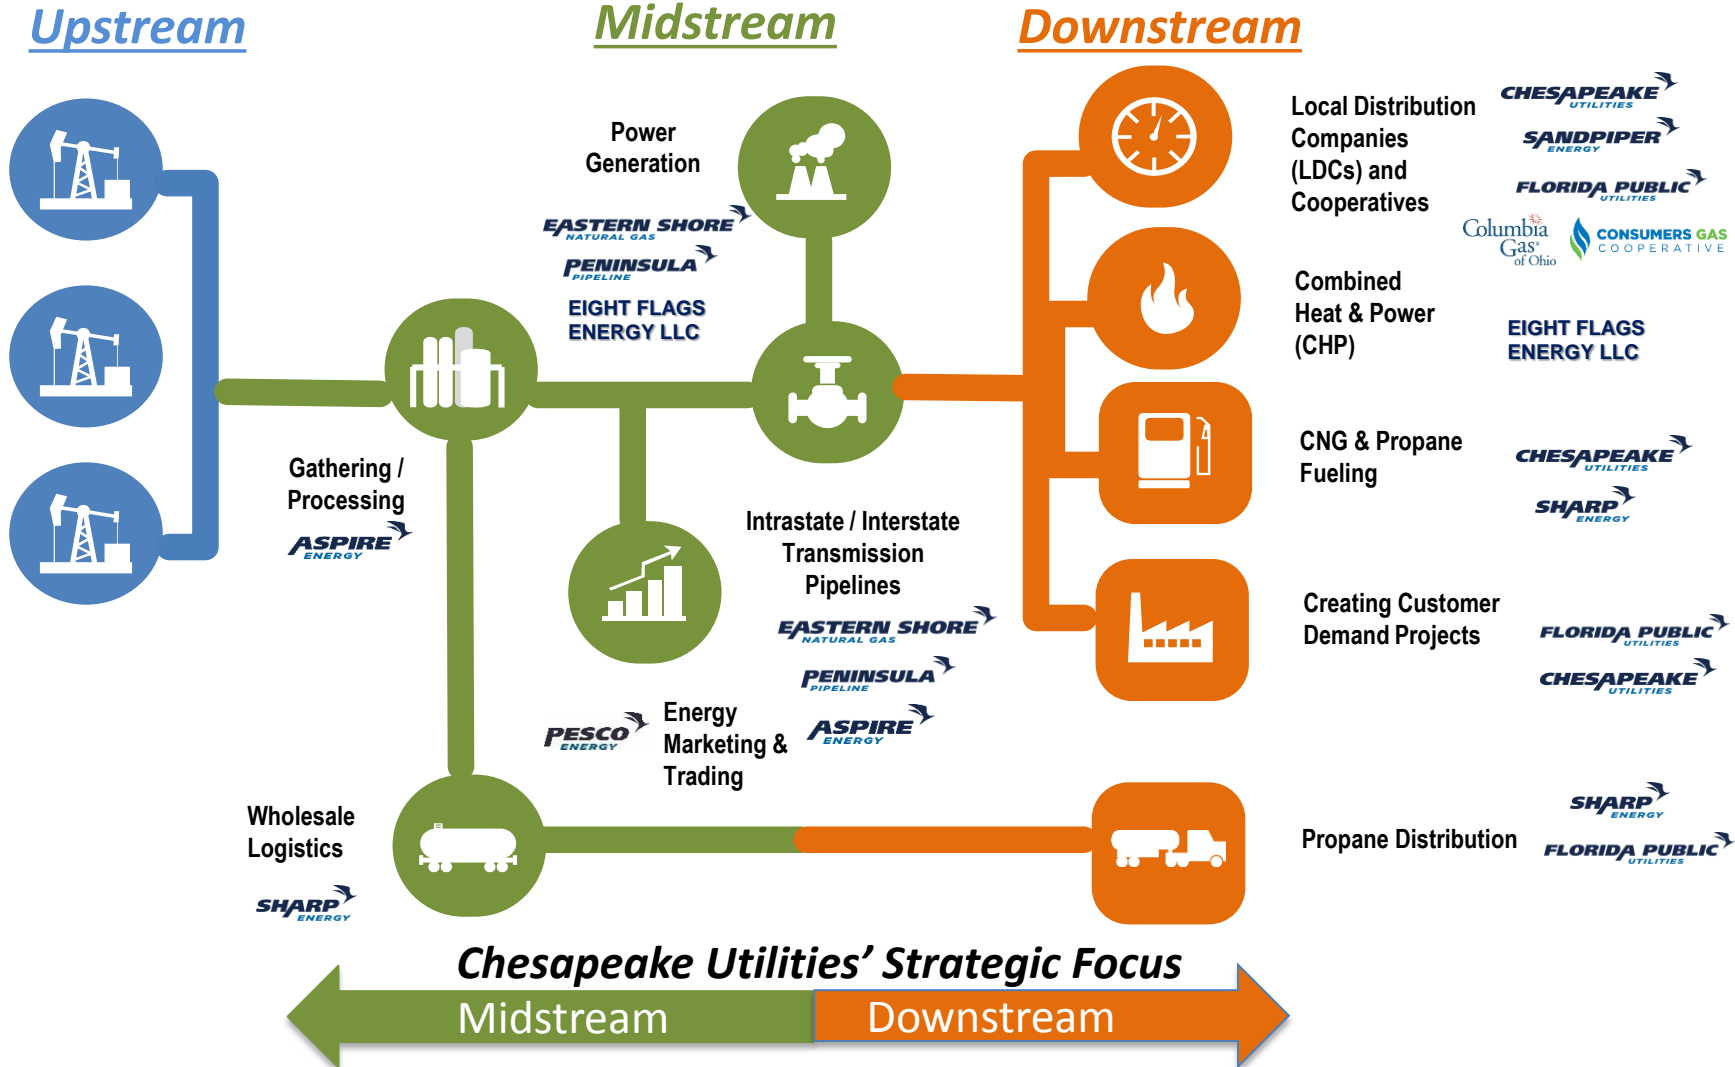 Upstream
Midstream
Downstream
Power
Generation
EASTERN SHORE
NATURAL GAS
PENINSULA
PIPELINE
EIGHT FLAGS
ENERGY LLC
Gathering /
Processing
ASPIRE
ENERGY
Intrastate / Interstate
Transmission
Pipelines
EASTERN SHORE
NATURAL GAS
PENINSULA
PIPELINE
ASPIRE
ENERGY
PESCO
ENERGY
Energy
Marketing &
Trading
Wholesale
Logistics
SHARP
ENERGY
Local Distribution
Companies
(LDCs) and
Cooperatives
CHESAPEAKE
UTILITIES
SANDPIPER
ENERGY
FLORIDA PUBLIC
UTILITIES
Columbia
Gas®
of Ohio
CONSUMERS GAS
COOPERATIVE
Combined
Heat & Power
(CHP)
EIGHT FLAGS
ENERGY LLC
CNG & Propane
Fueling
CHESAPEAKE
UTILITIES
SHARP
ENERGY
Creating Customer
Demand Projects
FLORIDA PUBLIC
UTILITIES
CHESAPEAKE
UTILITIES
Propane Distribution
SHARP
ENERGY
FLORIDA PUBLIC
UTILITIES
Chesapeake Utilities’ Strategic Focus
Midstream
Downstream